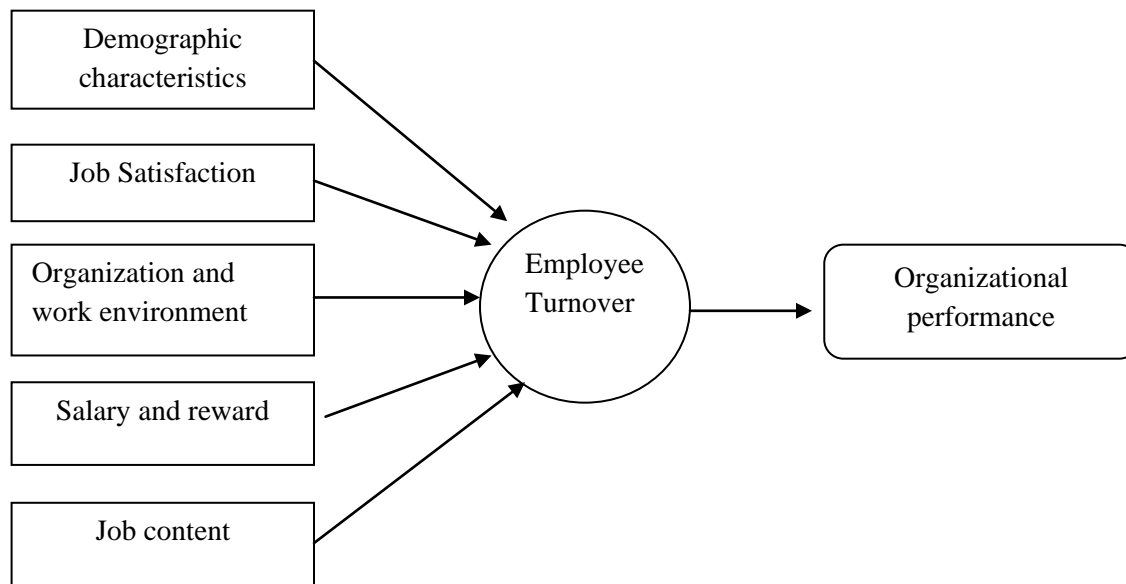 Demographic
characteristics
Job Satisfaction
Organization and
work environment
Salary and reward
Job content
Employee
Turnover
Organizational
performance